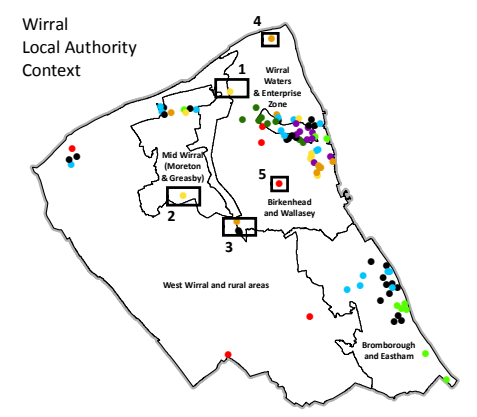 Wirral
Local Authority
Context
4
1
Wirral
Waters
& Enterprise
Zone
Mid Wirral
(Moreton
& Greasby)
5
2
Birkenhead
and Wallasey
3
West Wirral and rural areas
Bromborough
and Eastham